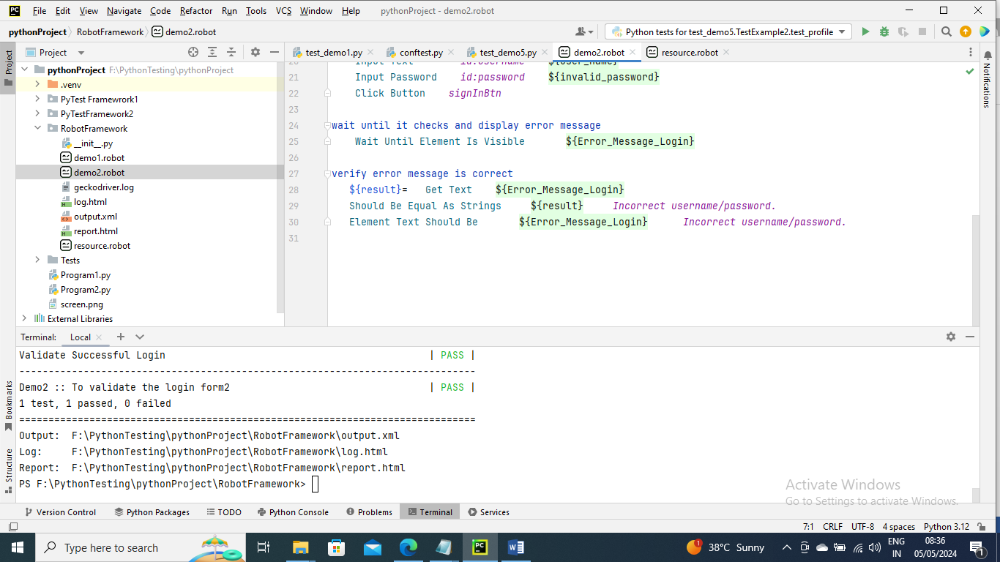 File Edit View Navigate Code Refactor Run Tools VCS Window Help pythonProject - demo2.robot
pythonProject RobotFramework demo2.robot Python tests for test_demo5.TestExample2.test_profile
Project
Project
test_demo1.py conftest.py test_demo5.py demo2.robot resource.robot
Notifications
pythonProject F:\PythonTesting\pythonProject
.venv
PyTest Framewrork1
PyTestFramework2
RobotFramework
__init__.py
demo1.robot
demo2.robot
geckodriver.log
log.html
output.xml
report.html
resource.robot
Tests
Program1.py
Program2.py
screen.png
External Libraries
20 Input Text id:username ${user_name}
21 Input Password id:password ${invalid_password}
22 Click Button signInBtn
23
24 wait until it checks and display error message
25 Wait Until Element Is Visible ${Error_Message_Login}
26
27 verify error message is correct
28 ${result}= Get Text ${Error_Message_Login}
29 Should Be Equal As Strings ${result} Incorrect username/password.
30 Element Text Should Be ${Error_Message_Login} Incorrect username/password.
31
Terminal: Local
Validate Successful Login | PASS |
------------------------------------------------------------------------------
Demo2 :: To validate the login form2 | PASS |
1 test, 1 passed, 0 failed
==============================================================================
Output: F:\PythonTesting\pythonProject\RobotFramework\output.xml
Log: F:\PythonTesting\pythonProject\RobotFramework\log.html
Report: F:\PythonTesting\pythonProject\RobotFramework\report.html
PS F:\PythonTesting\pythonProject\RobotFramework>
Bookmarks
Structure
Activate Windows
Go to Settings to activate Windows.
Version Control Python Packages TODO Python Console Problems Terminal Services
7:1 CRLF UTF-8 4 spaces Python 3.12
Type here to search
1 38°C Sunny
ENG
IN
08:36
05/05/2024
1